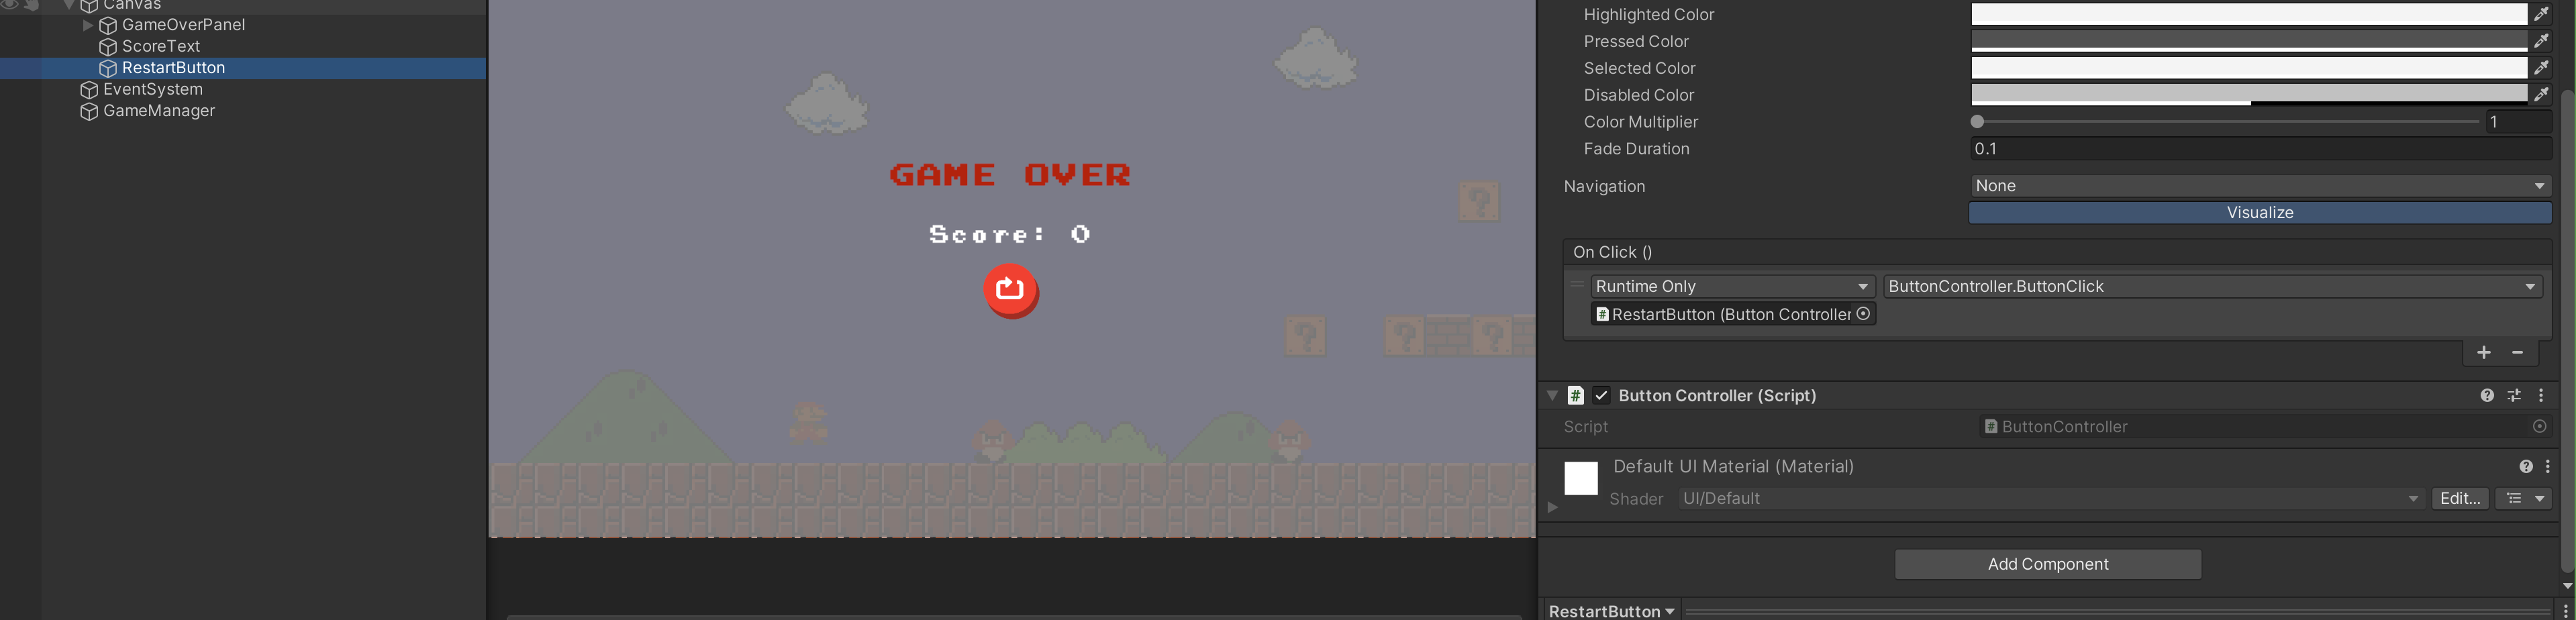 Canvas
GameOverPanel
ScoreText
RestartButton
EventSystem
GameManager
GAME OVER
Score: 0
? 
? ? ?
Highlighted Color
Pressed Color
Selected Color
Disabled Color
Color Multiplier 1
Fade Duration 0.1
Navigation None
Visualize
On Click ()
Runtime Only ButtonController.ButtonClick
# RestartButton (Button Controller
+ −
# Button Controller (Script)
Script # ButtonController
Default UI Material (Material)
Shader UI/Default Edit...
Add Component
RestartButton